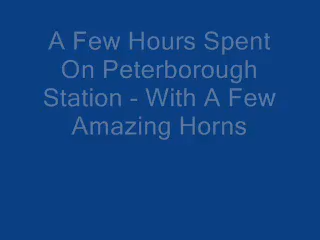 A Few Hours Spent
On Peterborough
Station - With A Few
Amazing Horns